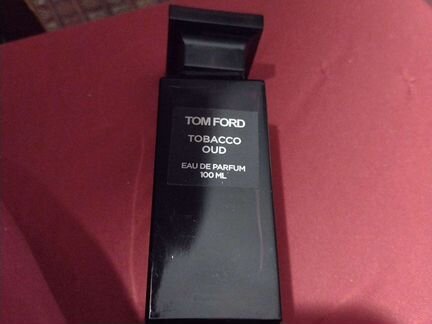 TOM FORD
TOBACCO
OUD
EAU DE PARFUM
100 ML